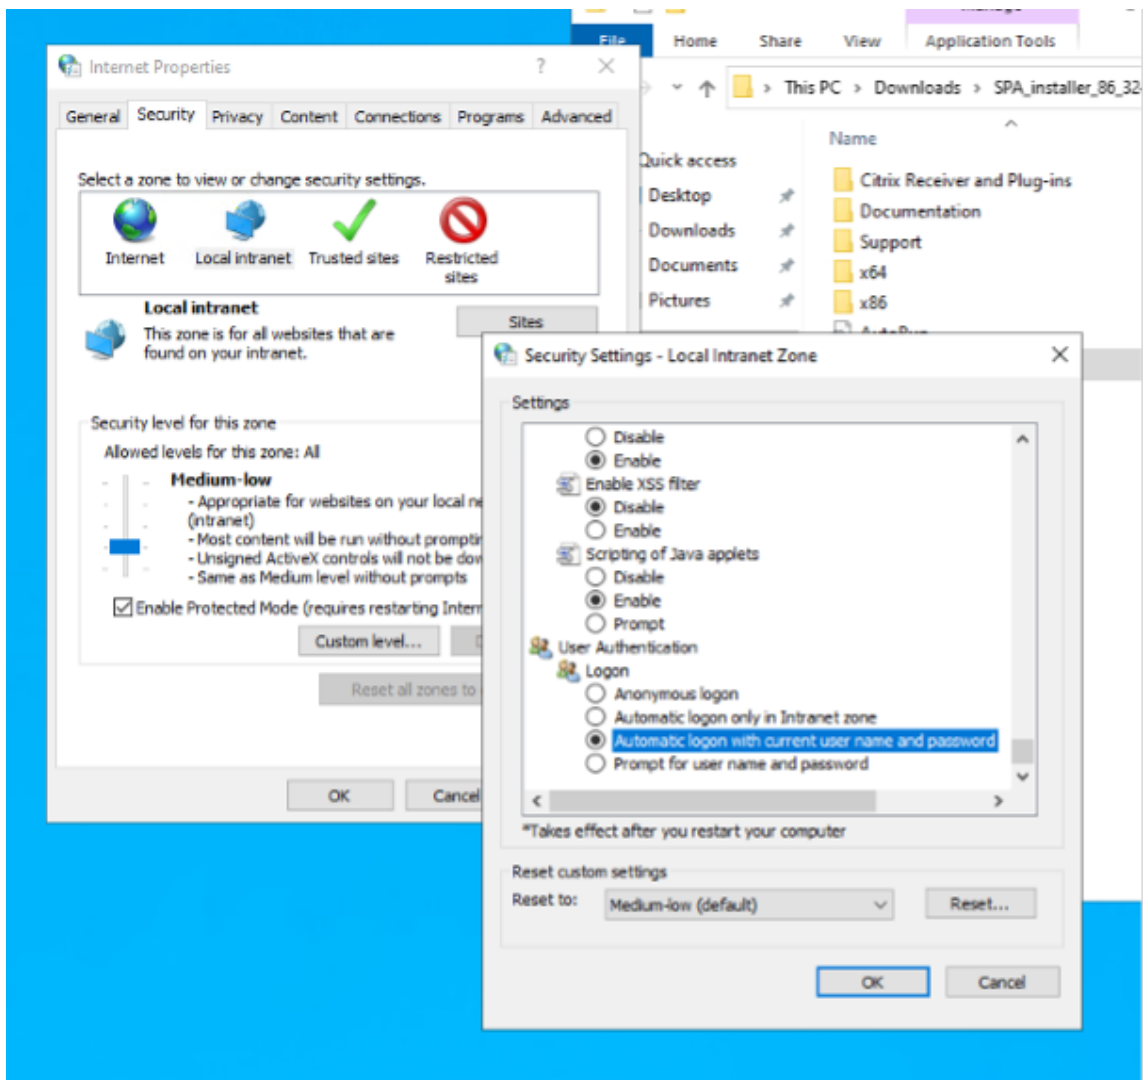 Internet Properties
?
General Security Privacy Content Connections Programs Advanced
Select a zone to view or change security settings.
Internet
Local intranet
Trusted sites
Restricted
sites
Local intranet
This zone is for all websites that are
found on your intranet.
Sites
Security level for this zone
Allowed levels for this zone: All
Medium-low
- Appropriate for websites on your local ne
(intranet)
- Most content will be run without promptin
- Unsigned ActiveX controls will not be dow
- Same as Medium level without prompts
Enable Protected Mode (requires restarting Intern
Custom level...
Reset all zones to
OK
Cancel
File Home Share View Application Tools
> This PC > Downloads > SPA_installer_86_32
Name
Quick access
Desktop
Downloads
Documents
Pictures
Citrix Receiver and Plug-ins
Documentation
Support
x64
x86
AutoRun
Security Settings - Local Intranet Zone
Settings
Disable
Enable
Enable XSS filter
Disable
Enable
Scripting of Java applets
Disable
Enable
Prompt
User Authentication
Logon
Anonymous logon
Automatic logon only in Intranet zone
Automatic logon with current user name and password
Prompt for user name and password
*Takes effect after you restart your computer
Reset custom settings
Reset to:
Medium-low (default)
Reset...
OK
Cancel